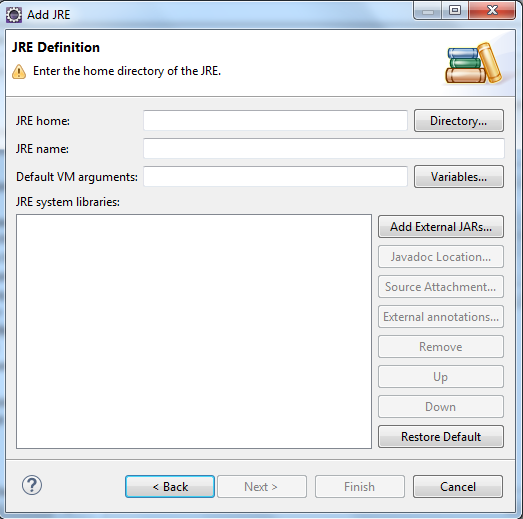 Add JRE
JRE Definition
Enter the home directory of the JRE.
JRE home:
Directory...
JRE name:
Default VM arguments:
Variables...
JRE system libraries:
Add External JARs...
Javadoc Location...
Source Attachment...
External annotations...
Remove
Up
Down
Restore Default
?
< Back
Next >
Finish
Cancel